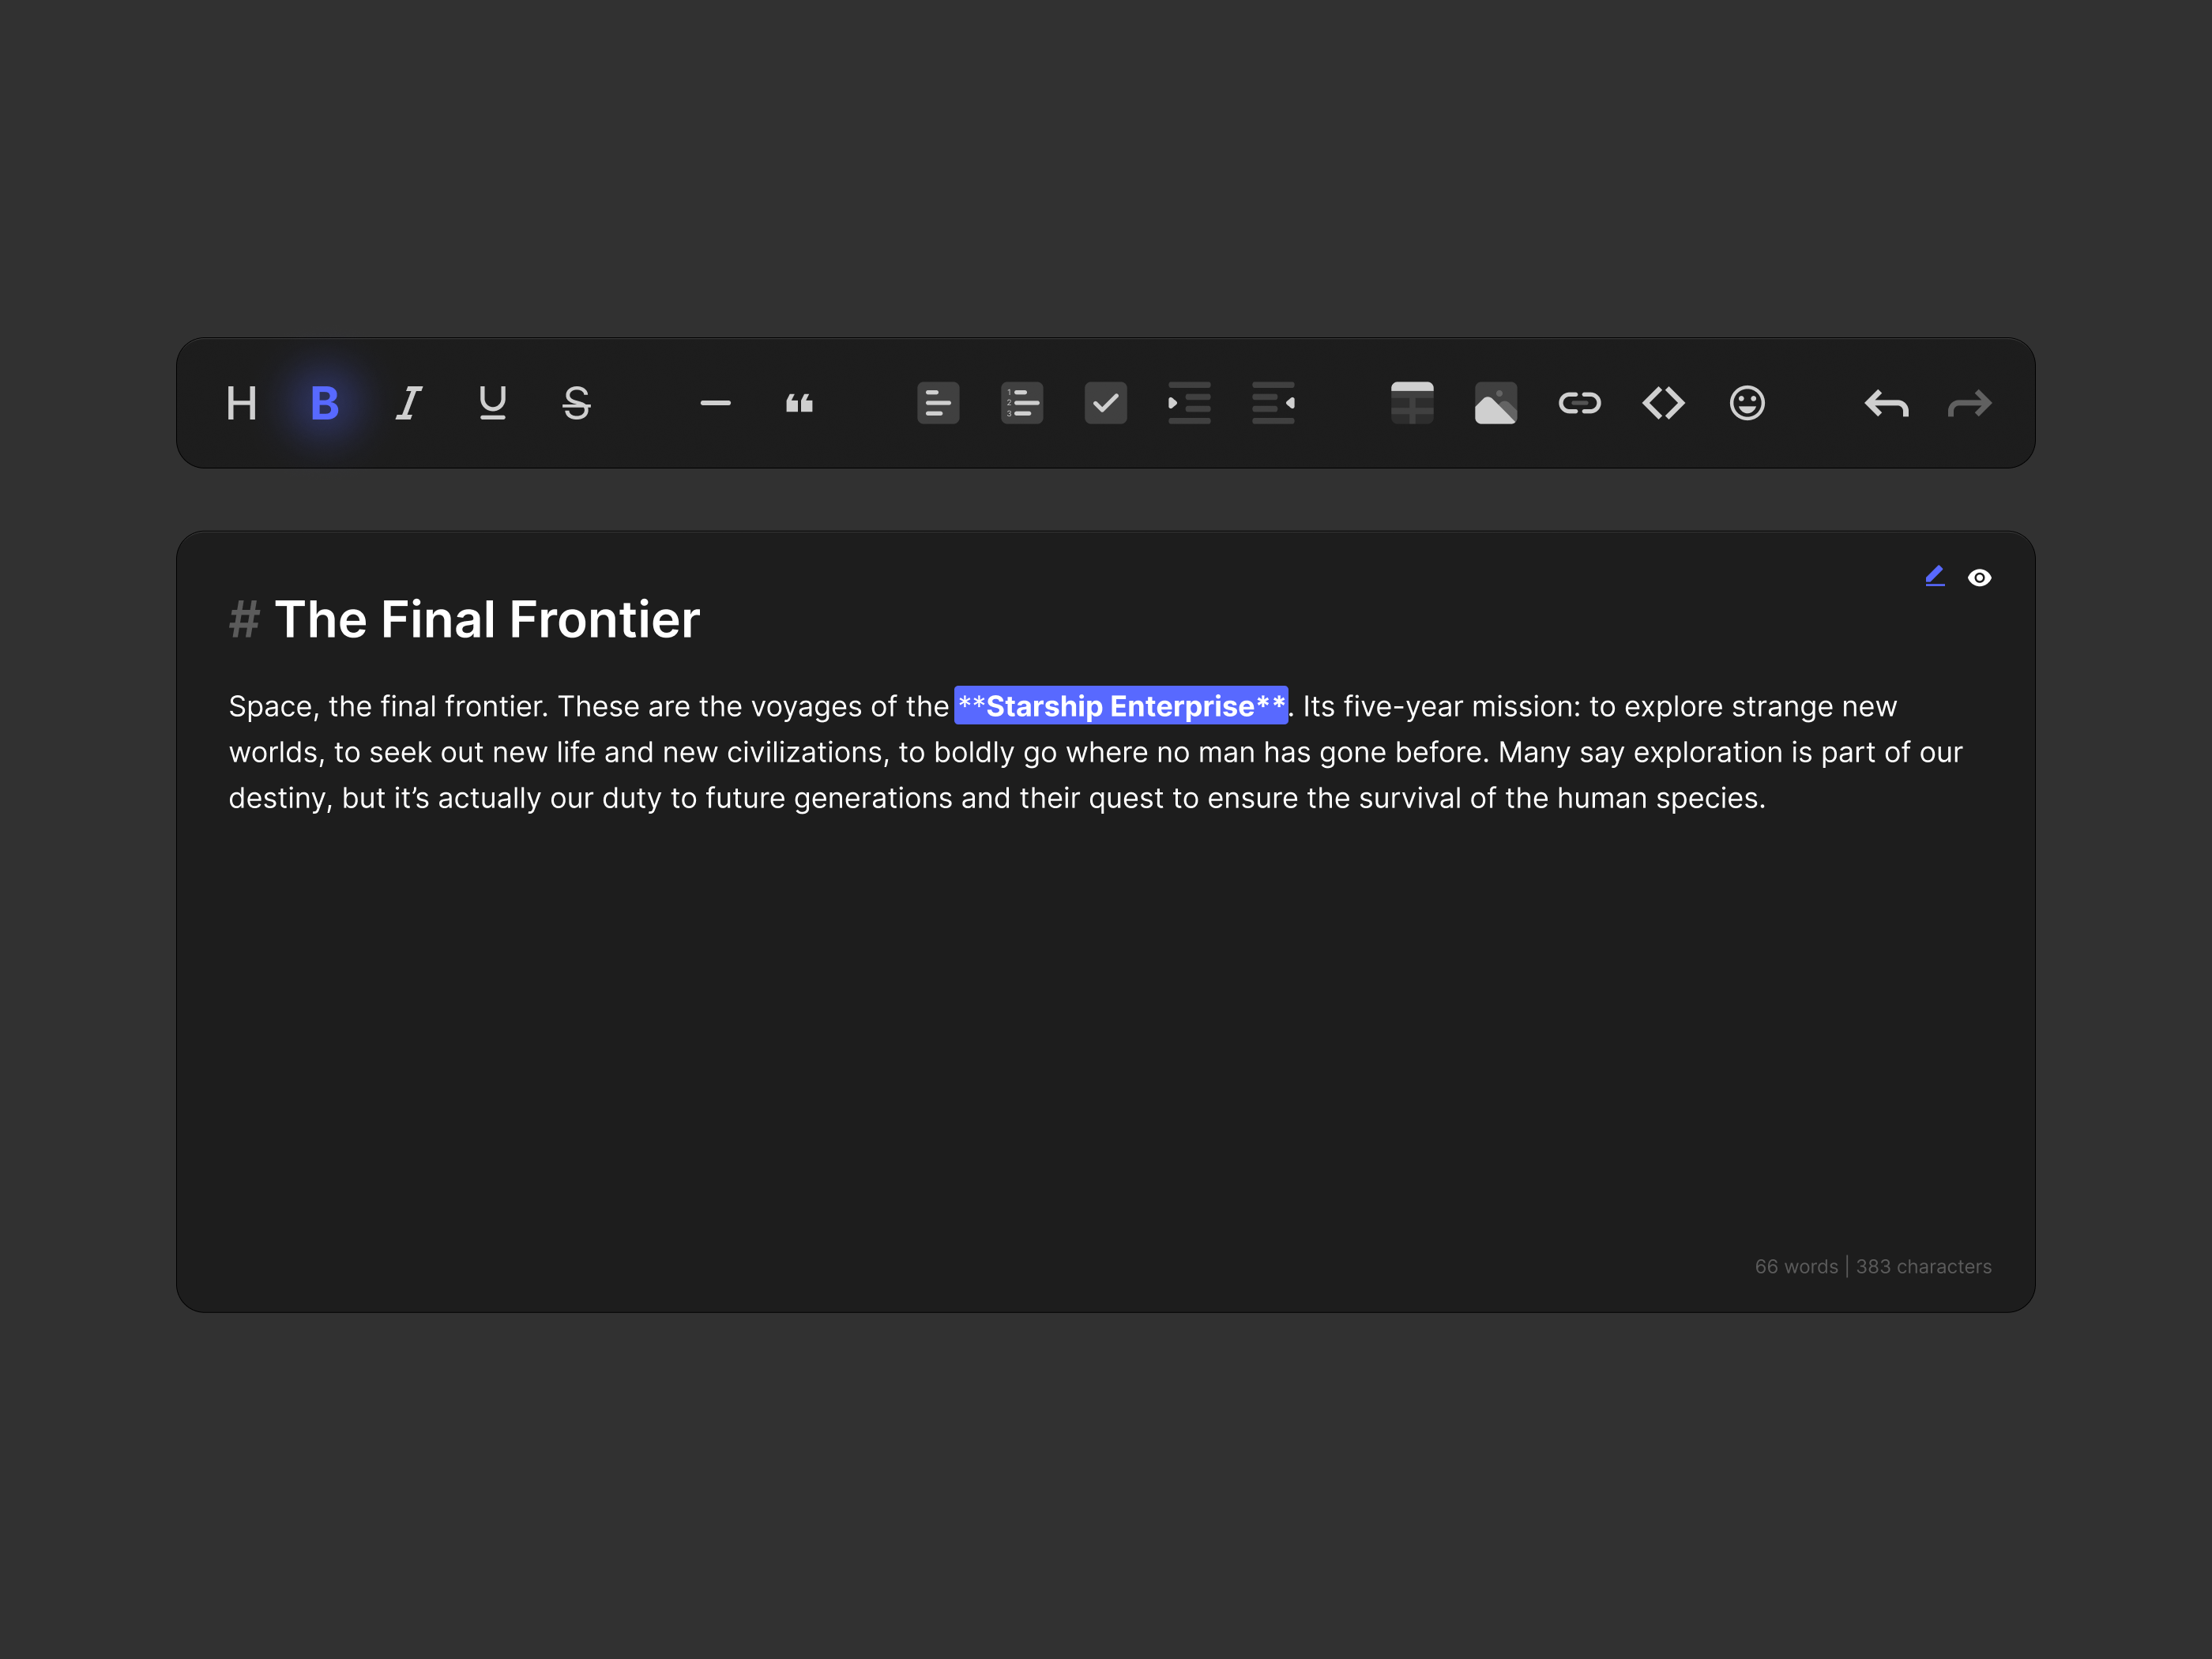 H B I U S
1
2
3
# The Final Frontier
Space, the final frontier. These are the voyages of the **Starship Enterprise**. Its five-year mission: to explore strange new
worlds, to seek out new life and new civilizations, to boldly go where no man has gone before. Many say exploration is part of our
destiny, but it’s actually our duty to future generations and their quest to ensure the survival of the human species.
66 words | 383 characters